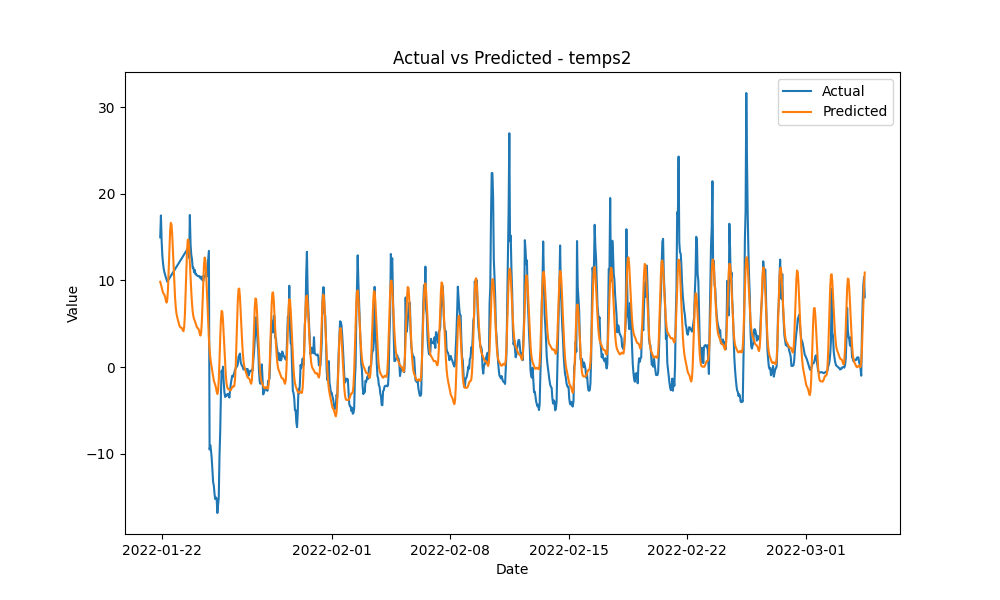 Actual vs Predicted - temps2
Actual
Predicted
Value
30
20
10
0
−10
2022-01-22
2022-02-01
2022-02-08
2022-02-15
2022-02-22
2022-03-01
Date